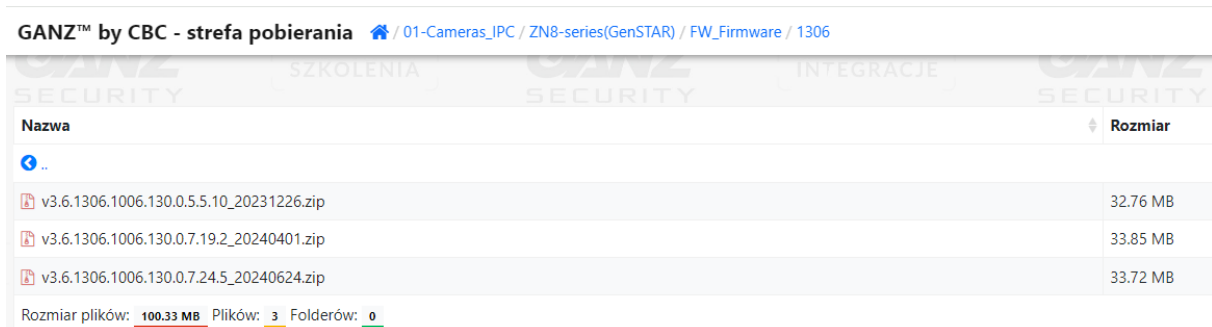 GANZ™ by CBC - strefa pobierania / 01-Cameras_IPC / ZN8-series(GenSTAR) / FW_Firmware / 1306
GANZ SZKOLENIA GANZ INTEGRACJE GANZ
SECURITY SECURITY SECURITY
Nazwa Rozmiar
..
v3.6.1306.1006.130.0.5.5.10_20231226.zip 32.76 MB
v3.6.1306.1006.130.0.7.19.2_20240401.zip 33.85 MB
v3.6.1306.1006.130.0.7.24.5_20240624.zip 33.72 MB
Rozmiar plików: 100.33 MB Plików: 3 Folderów: 0